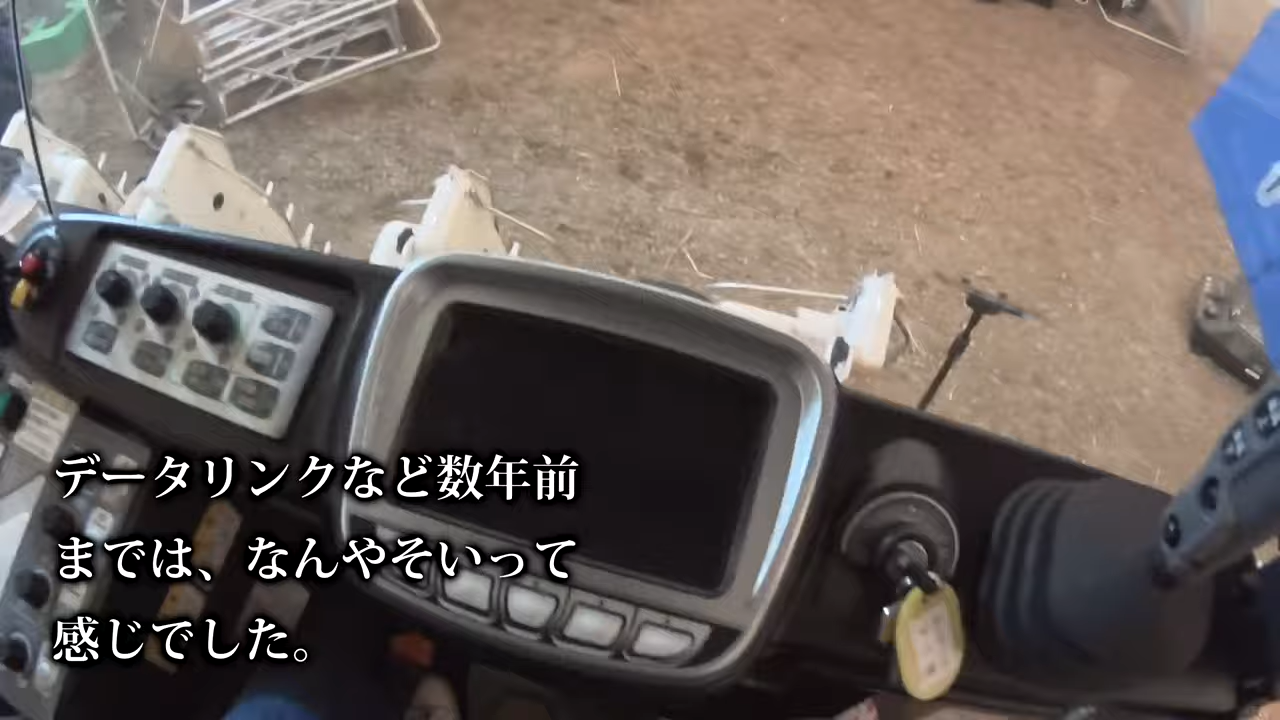 データリンクなど数年前
までは、なんやそいって
感じでした。